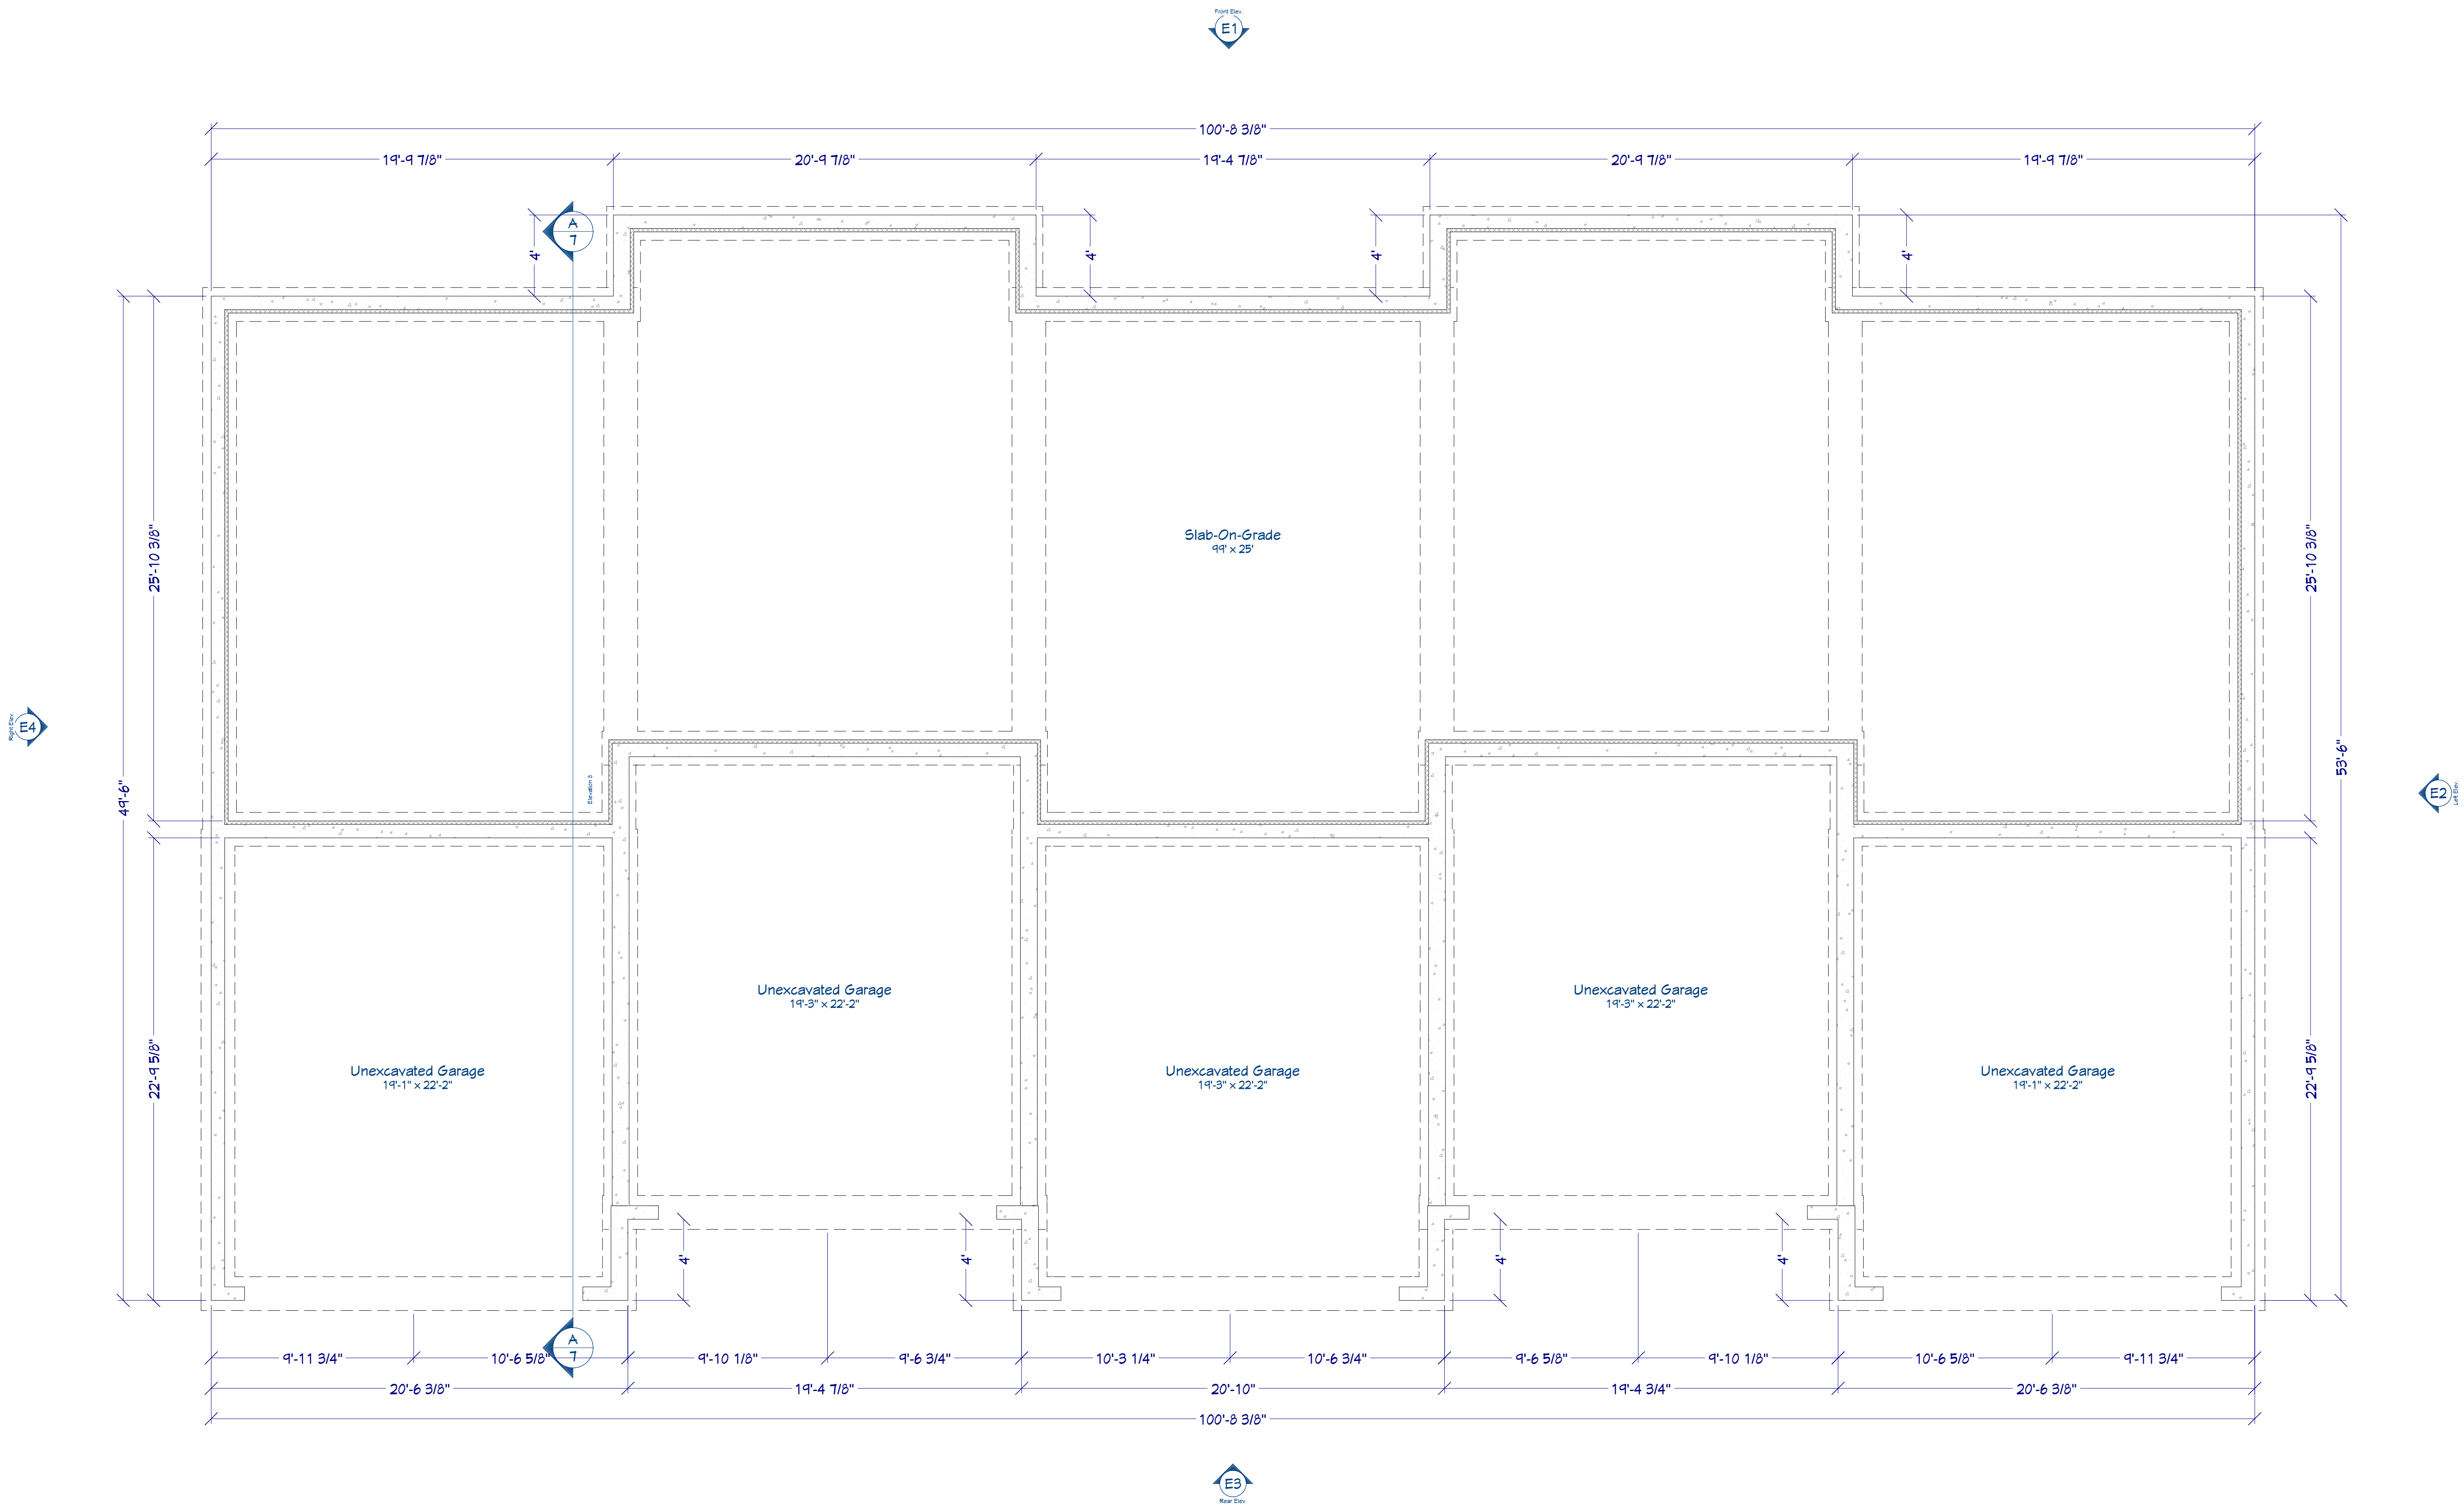 Front Elev.
E1
100'-8 3/8"
19'-9 7/8"
20'-9 7/8"
19'-4 7/8"
20'-9 7/8"
19'-9 7/8"
A
7
4'
4'
4'
4'
25'-10 3/8"
Slab-On-Grade
99' x 25'
25'-10 3/8"
Right Elev.
E4
49'-6"
Elevation 3
53'-6"
E2
Left Elev.
Unexcavated Garage
19'-3" x 22'-2"
Unexcavated Garage
19'-3" x 22'-2"
22'-9 5/8"
Unexcavated Garage
19'-1" x 22'-2"
Unexcavated Garage
19'-3" x 22'-2"
Unexcavated Garage
19'-1" x 22'-2"
22'-9 5/8"
4'
4'
4'
4'
A
7
9'-11 3/4"
10'-6 5/8"
9'-10 1/8"
9'-6 3/4"
10'-3 1/4"
10'-6 3/4"
9'-6 5/8"
9'-10 1/8"
10'-6 5/8"
9'-11 3/4"
20'-6 3/8"
19'-4 7/8"
20'-10"
19'-4 3/4"
20'-6 3/8"
100'-8 3/8"
E3
Rear Elev.